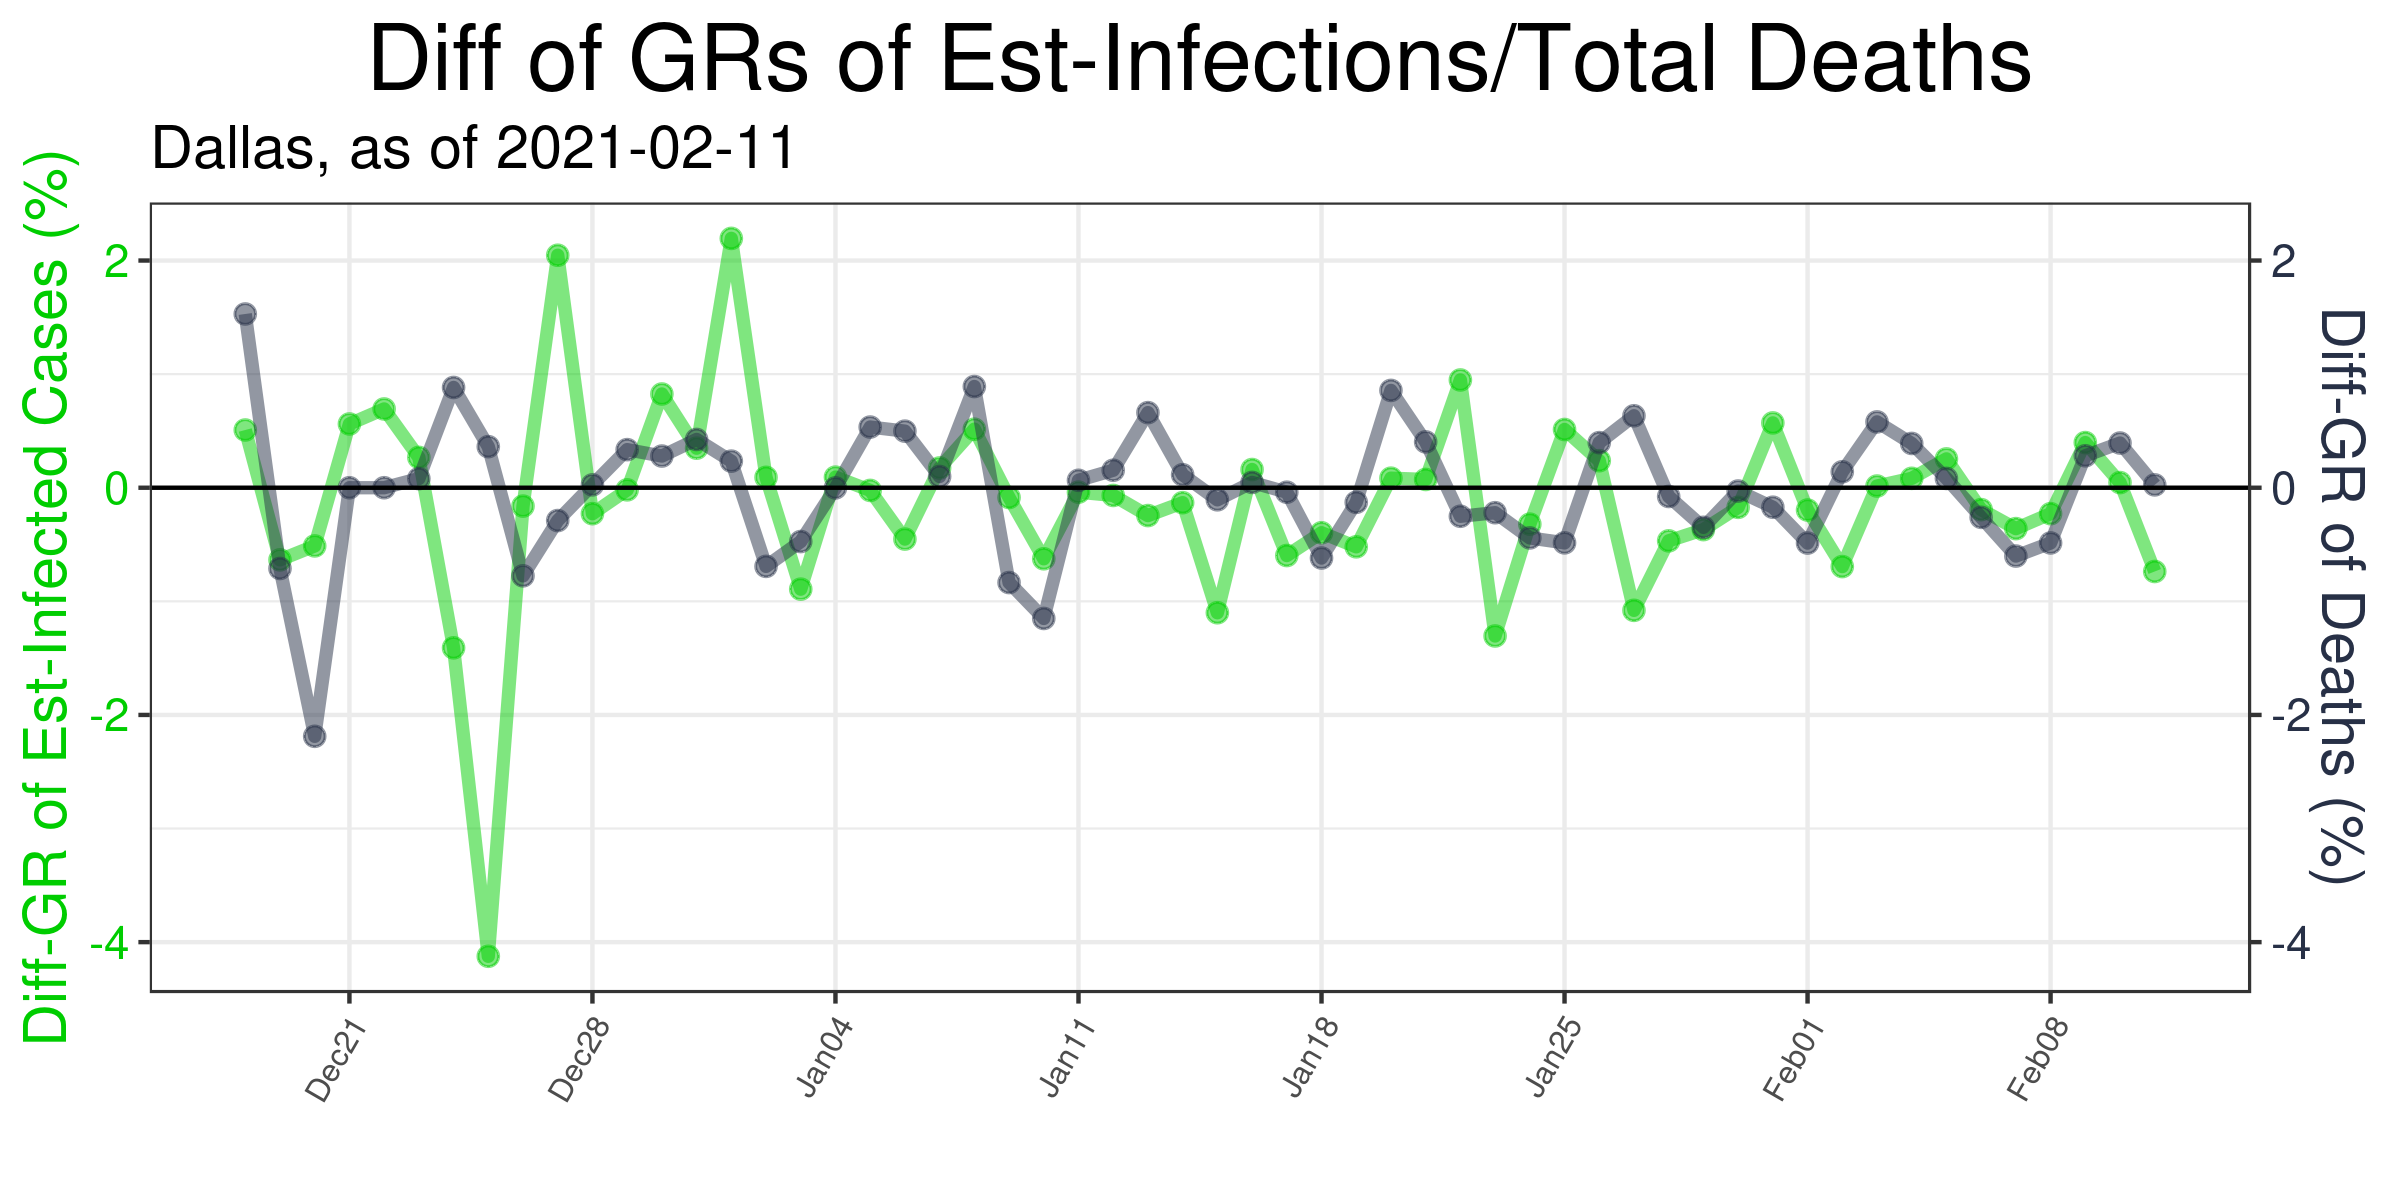 Diff of GRs of Est-Infections/Total Deaths
Dallas, as of 2021-02-11
Diff-GR of Est-Infected Cases (%)
2
0
-2
-4
2
0
-2
-4
Diff-GR of Deaths (%)
Dec21
Dec28
Jan04
Jan11
Jan18
Jan25
Feb01
Feb08